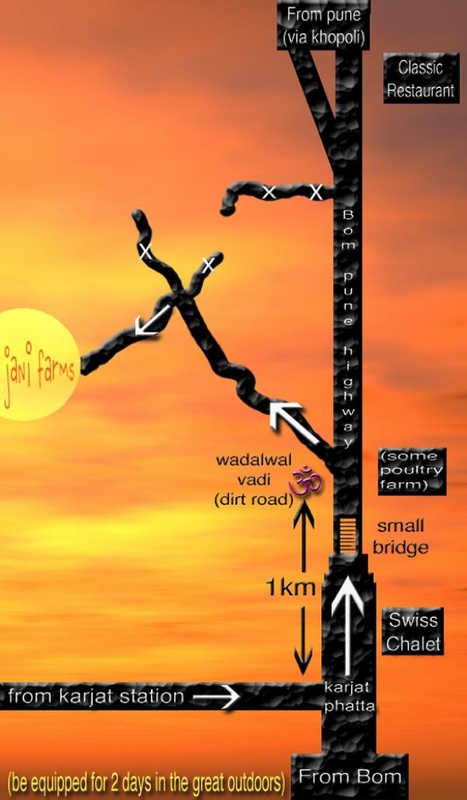 From pune
(via khopoli)
Classic
Restaurant
X X
X
X
Bom pune highway
jani farms
wadalwal
vadi
(dirt road)
ॐ
(some
poultry
farm)
small
bridge
1km
Swiss
Chalet
from karjat station
karjat
phatta
From Bom
(be equipped for 2 days in the great outdoors)